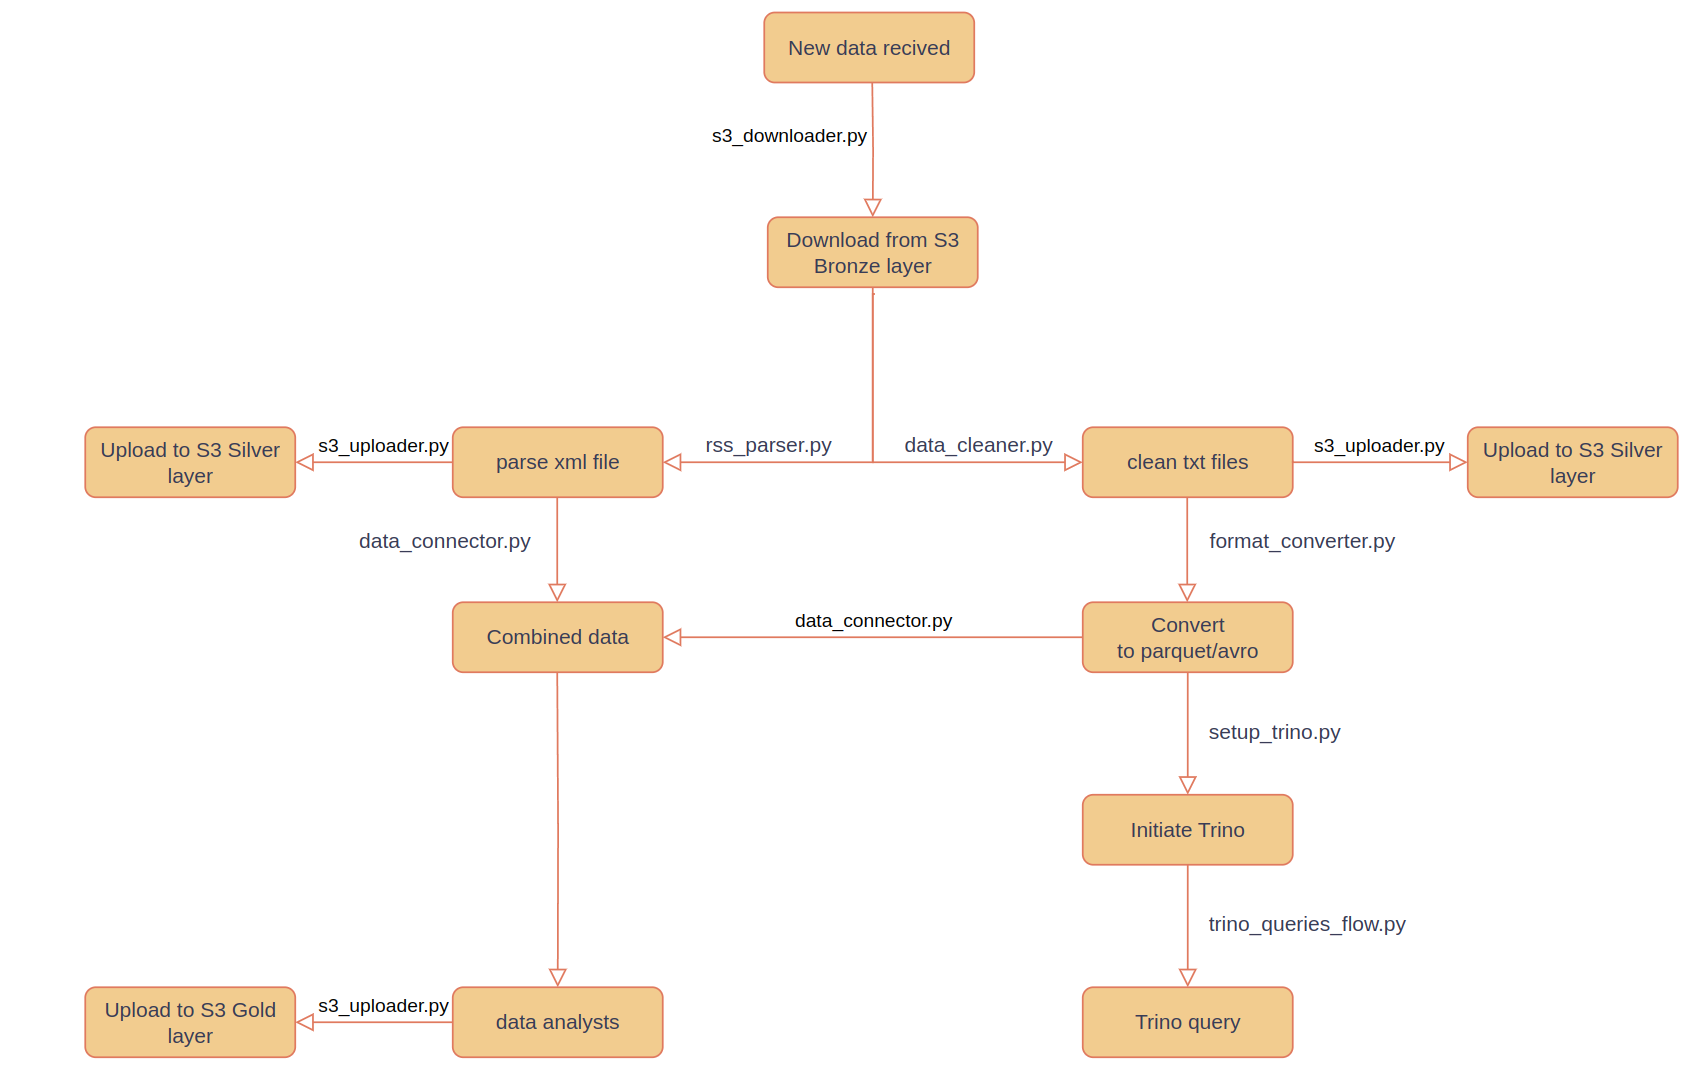 New data recived
s3_downloader.py
Download from S3
Bronze layer
Upload to S3 Silver
layer
s3_uploader.py
parse xml file
rss_parser.py
data_cleaner.py
clean txt files
s3_uploader.py
Upload to S3 Silver
layer
data_connector.py
format_converter.py
Combined data
data_connector.py
Convert
to parquet/avro
setup_trino.py
Initiate Trino
trino_queries_flow.py
Upload to S3 Gold
layer
s3_uploader.py
data analysts
Trino query